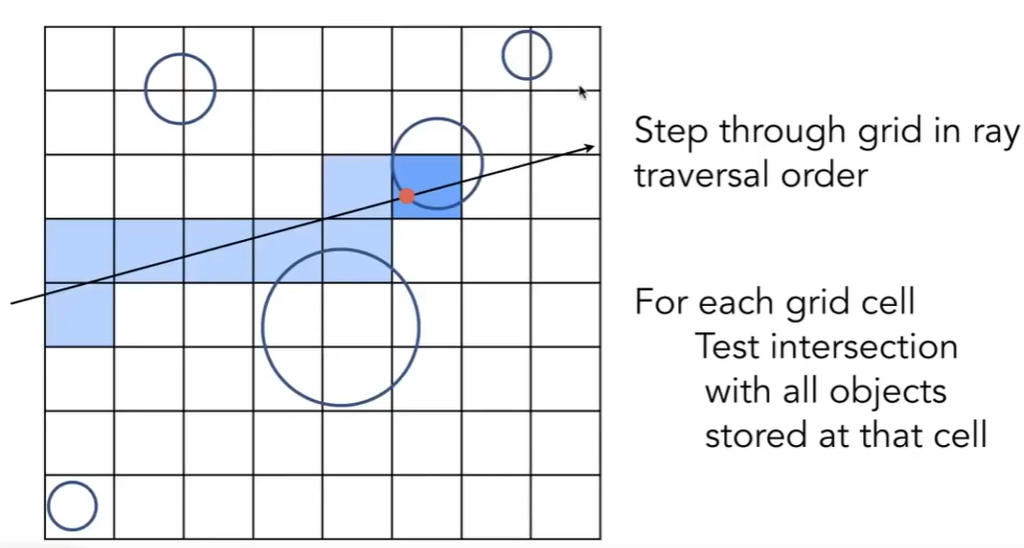 Step through grid in ray
traversal order
For each grid cell
Test intersection
with all objects
stored at that cell